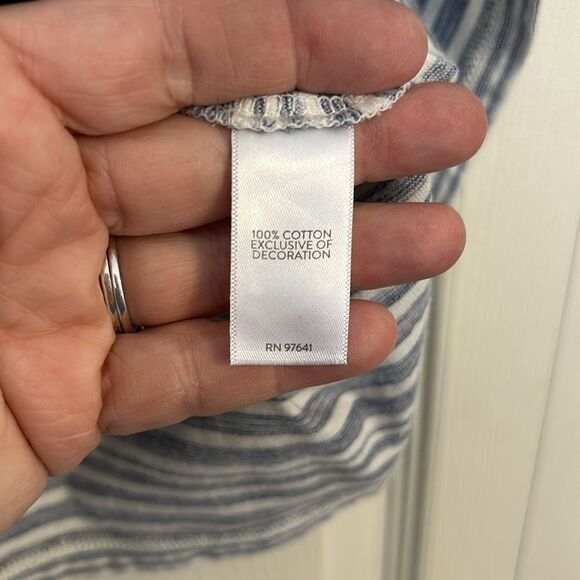 100% COTTON
EXCLUSIVE OF
DECORATION
RN 97641